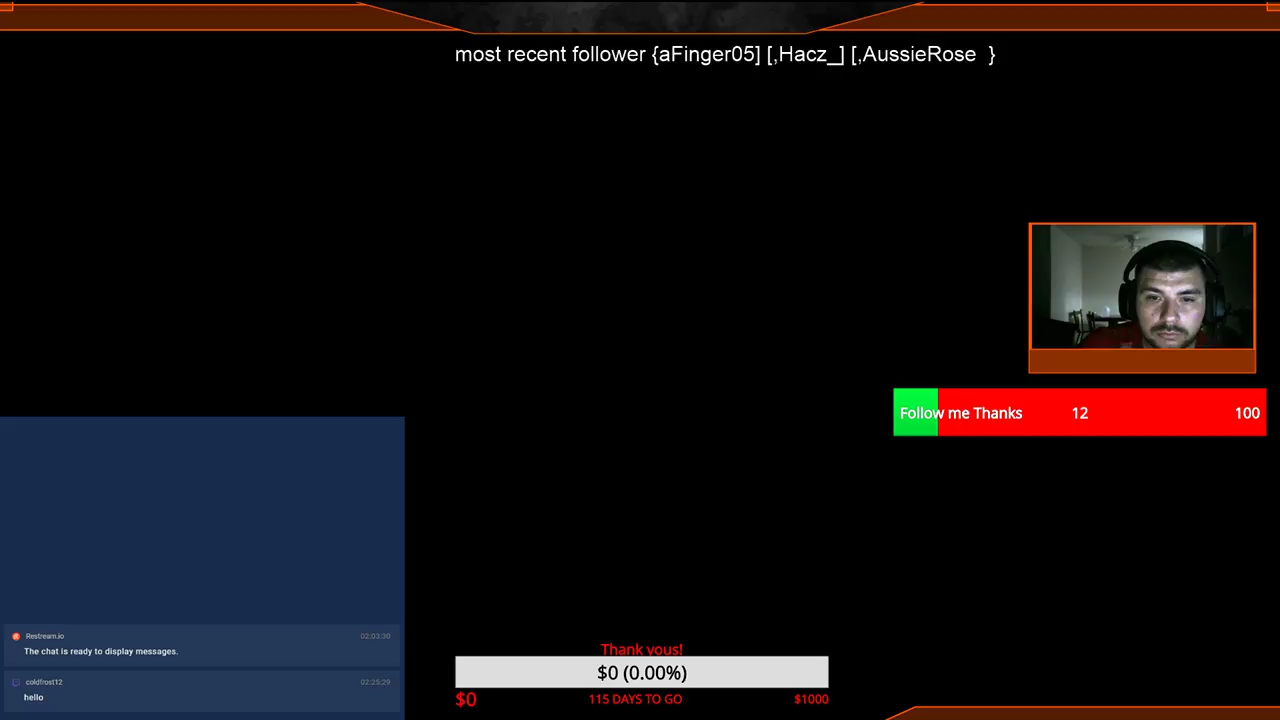 most recent follower {aFinger05] [,Hacz_] [,AussieRose  }
Follow me Thanks 12 100
Restream.io 02:03:30
The chat is ready to display messages.
coldfrost12 02:25:29
hello
Thank yous!
$0 (0.00%)
$0 115 DAYS TO GO $1000